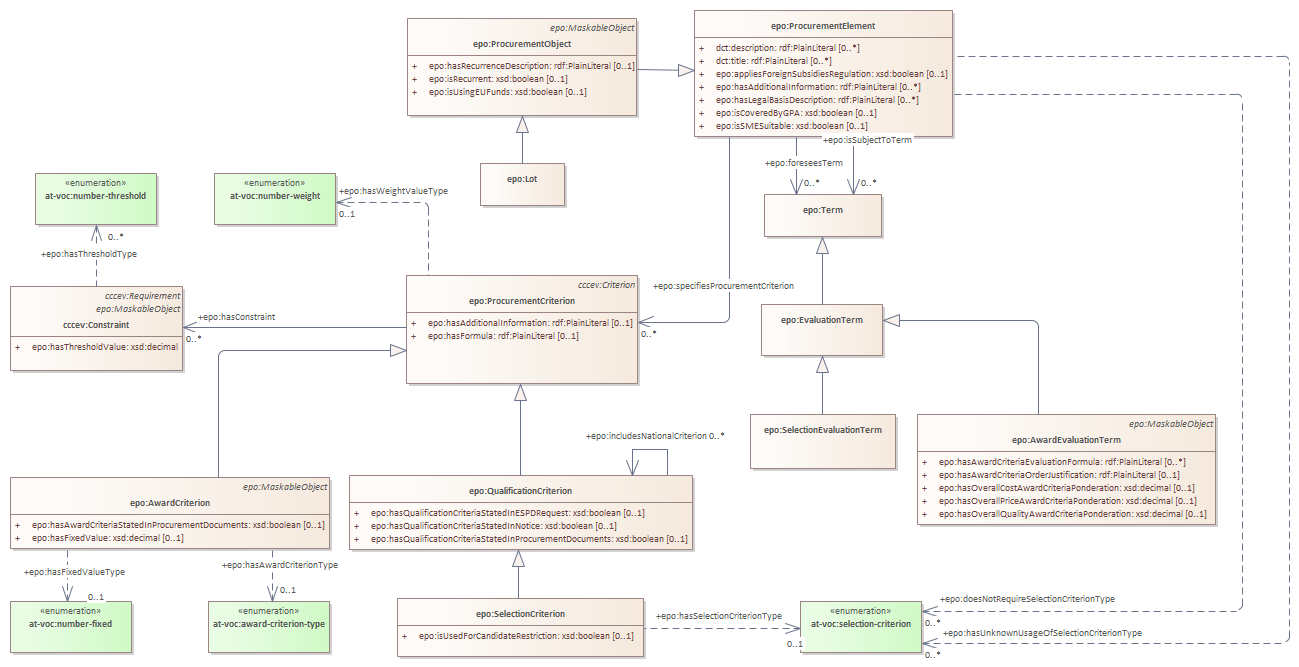 epo:MaskableObject
epo:ProcurementObject
+ epo:hasRecurrenceDescription: rdf:PlainLiteral [0..1]
+ epo:isRecurrent: xsd:boolean [0..1]
+ epo:isUsingEUFunds: xsd:boolean [0..1]
epo:ProcurementElement
+ dct:description: rdf:PlainLiteral [0..*]
+ dct:title: rdf:PlainLiteral [0..*]
+ epo:appliesForeignSubsidiesRegulation: xsd:boolean [0..1]
+ epo:hasAdditionalInformation: rdf:PlainLiteral [0..*]
+ epo:hasLegalBasisDescription: rdf:PlainLiteral [0..*]
+ epo:isCoveredByGPA: xsd:boolean [0..1]
+ epo:isSMESuitable: xsd:boolean [0..1]
+epo:isSubjectToTerm
+epo:foreseesTerm
0..*
0..*
epo:Lot
«enumeration»
at-voc:number-threshold
«enumeration»
at-voc:number-weight
+epo:hasWeightValueType
0..1
epo:Term
0..*
+epo:hasThresholdType
cccev:Requirement
epo:MaskableObject
cccev:Constraint
+ epo:hasThresholdValue: xsd:decimal
+epo:hasConstraint
0..*
cccev:Criterion
epo:ProcurementCriterion
+ epo:hasAdditionalInformation: rdf:PlainLiteral [0..1]
+ epo:hasFormula: rdf:PlainLiteral [0..1]
+epo:specifiesProcurementCriterion
0..*
epo:EvaluationTerm
epo:SelectionEvaluationTerm
epo:MaskableObject
epo:AwardEvaluationTerm
+ epo:hasAwardCriteriaEvaluationFormula: rdf:PlainLiteral [0..*]
+ epo:hasAwardCriteriaOrderJustification: rdf:PlainLiteral [0..1]
+ epo:hasOverallCostAwardCriteriaPonderation: xsd:decimal [0..1]
+ epo:hasOverallPriceAwardCriteriaPonderation: xsd:decimal [0..1]
+ epo:hasOverallQualityAwardCriteriaPonderation: xsd:decimal [0..1]
+epo:includesNationalCriterion 0..*
epo:MaskableObject
epo:AwardCriterion
+ epo:hasAwardCriteriaStatedInProcurementDocuments: xsd:boolean [0..1]
+ epo:hasFixedValue: xsd:decimal [0..1]
epo:QualificationCriterion
+ epo:hasQualificationCriteriaStatedInESPDRequest: xsd:boolean [0..1]
+ epo:hasQualificationCriteriaStatedInNotice: xsd:boolean [0..1]
+ epo:hasQualificationCriteriaStatedInProcurementDocuments: xsd:boolean [0..1]
+epo:hasFixedValueType
0..1
+epo:hasAwardCriterionType
0..1
«enumeration»
at-voc:number-fixed
«enumeration»
at-voc:award-criterion-type
epo:SelectionCriterion
+ epo:isUsedForCandidateRestriction: xsd:boolean [0..1]
+epo:hasSelectionCriterionType
0..1
«enumeration»
at-voc:selection-criterion
+epo:doesNotRequireSelectionCriterionType
0..*
+epo:hasUnknownUsageOfSelectionCriterionType
0..*